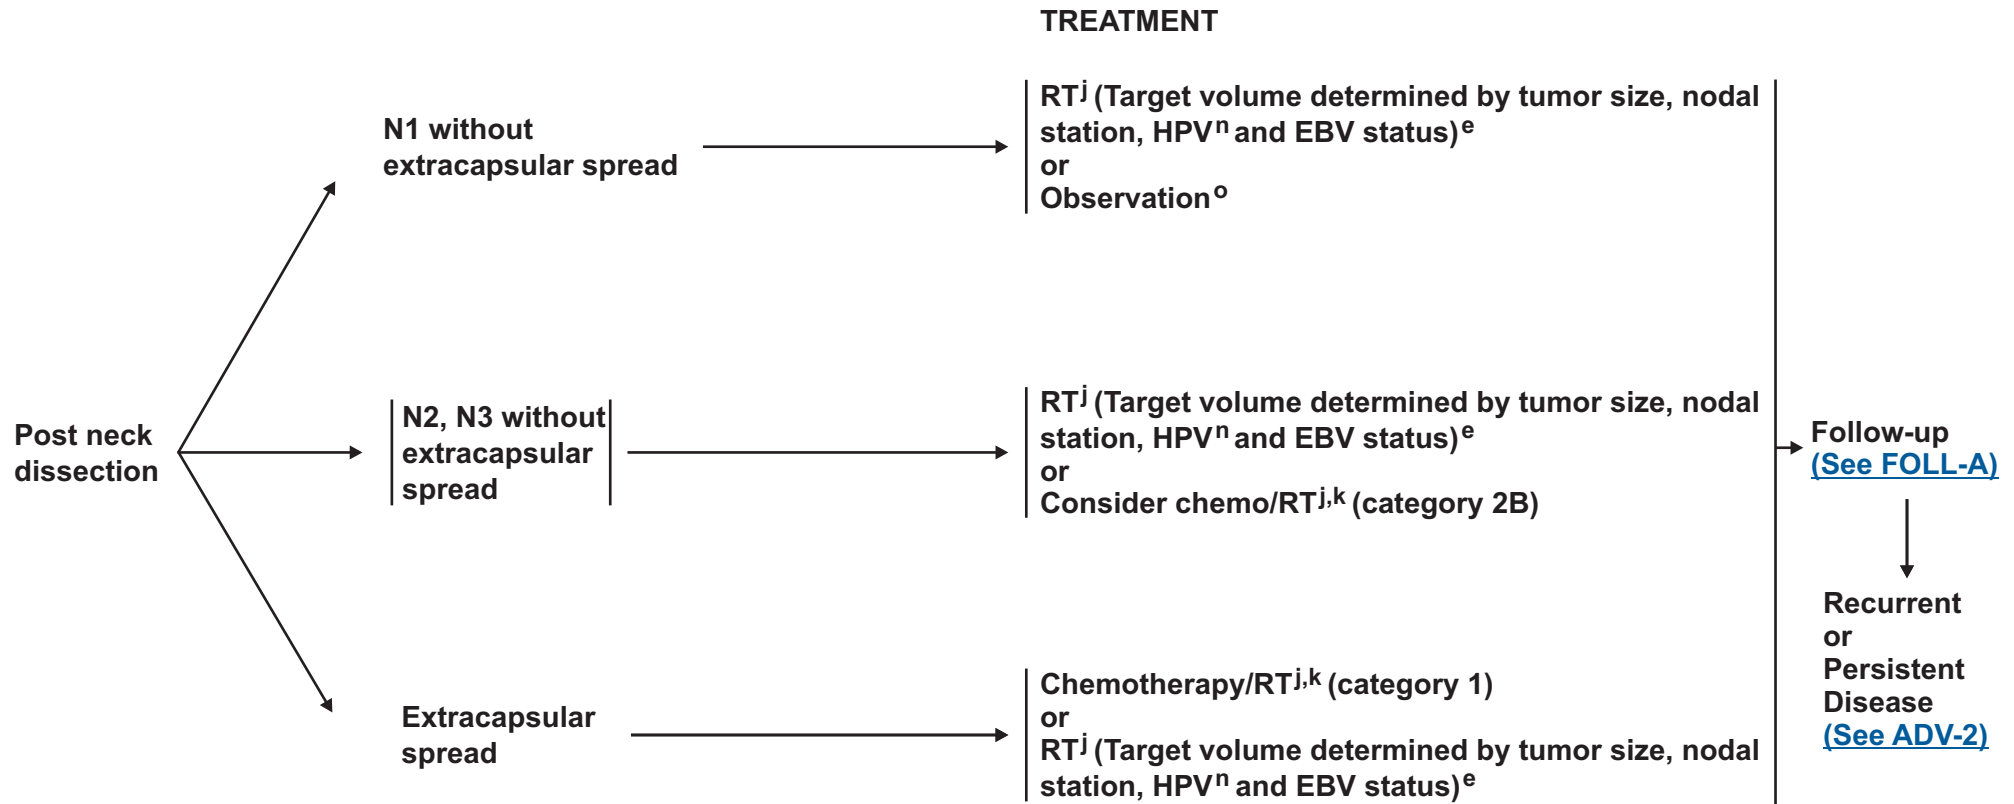 TREATMENT
N1 without
extracapsular spread
RTj (Target volume determined by tumor size, nodal
station, HPVn and EBV status)e
or
Observationo
Post neck
dissection
N2, N3 without
extracapsular
spread
RTj (Target volume determined by tumor size, nodal
station, HPVn and EBV status)e
or
Consider chemo/RTj,k (category 2B)
Follow-up
(See FOLL-A)
Recurrent
or
Persistent
Disease
(See ADV-2)
Extracapsular
spread
Chemotherapy/RTj,k (category 1)
or
RTj (Target volume determined by tumor size, nodal
station, HPVn and EBV status)e